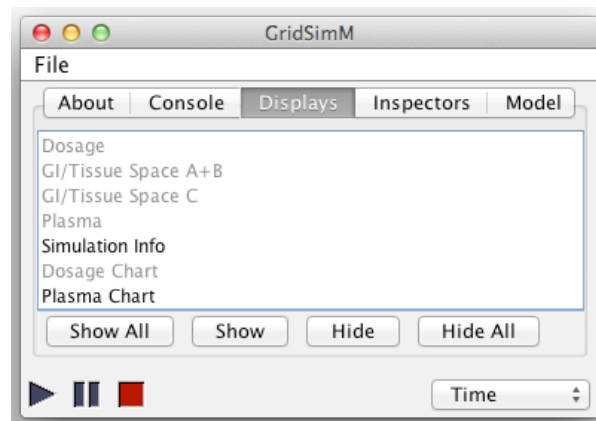 GridSimM
File
About Console Displays Inspectors Model
Dosage
GI/Tissue Space A+B
GI/Tissue Space C
Plasma
Simulation Info
Dosage Chart
Plasma Chart
Show All Show Hide Hide All
Time